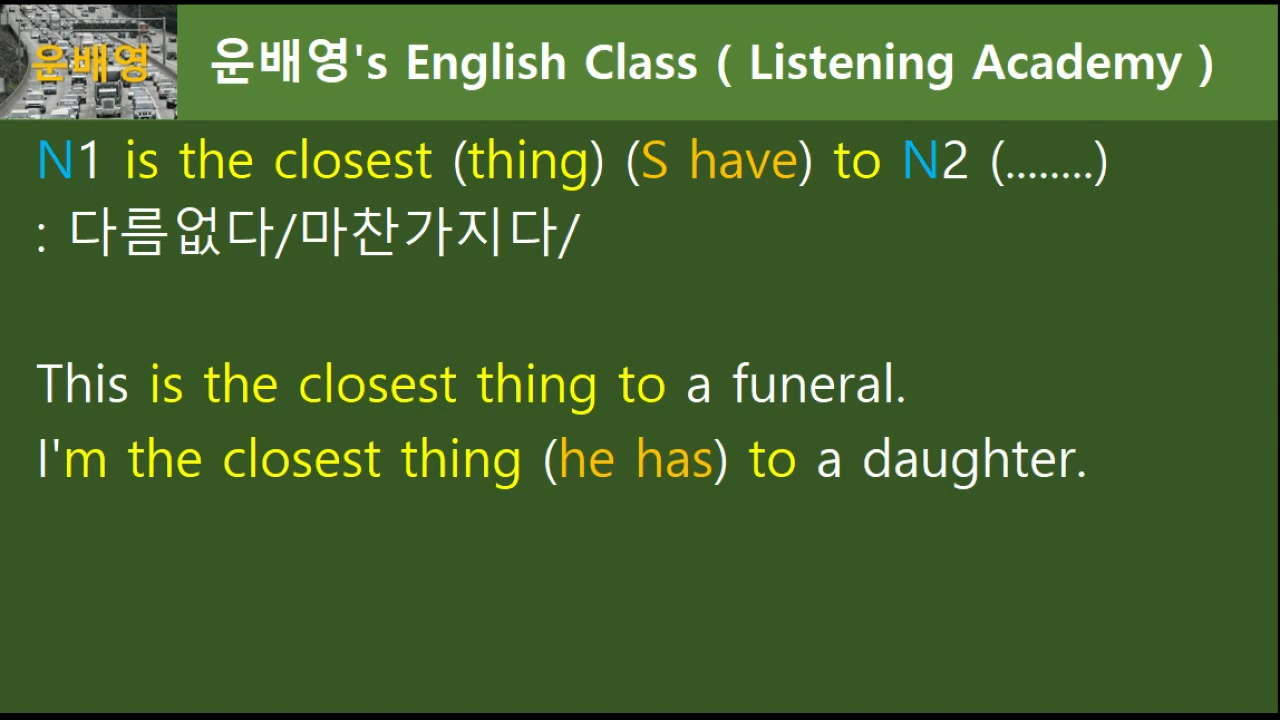 운배영
운배영's English Class ( Listening Academy )
N1 is the closest (thing) (S have) to N2 (........)
: 다름없다/마찬가지다/
This is the closest thing to a funeral.
I'm the closest thing (he has) to a daughter.